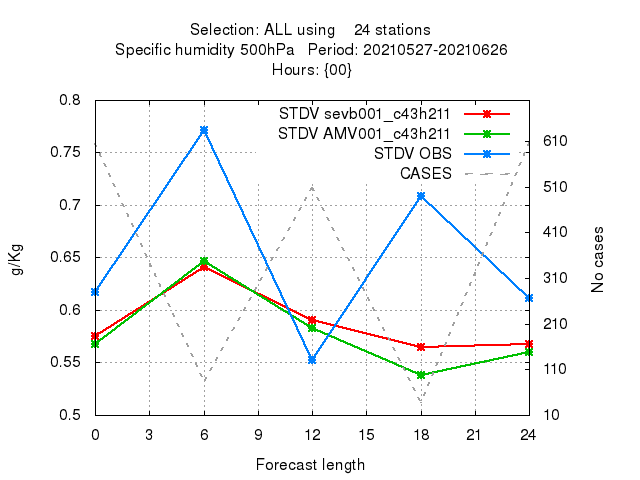 Selection: ALL using    24 stations
Specific humidity 500hPa   Period: 20210527-20210626
Hours: {00}
STDV sevb001_c43h211
STDV AMV001_c43h211
STDV OBS
CASES
0.8
0.75
0.7
0.65
0.6
0.55
0.5
g/Kg
610
510
410
310
210
110
10
No cases
0 3 6 9 12 15 18 21 24
Forecast length